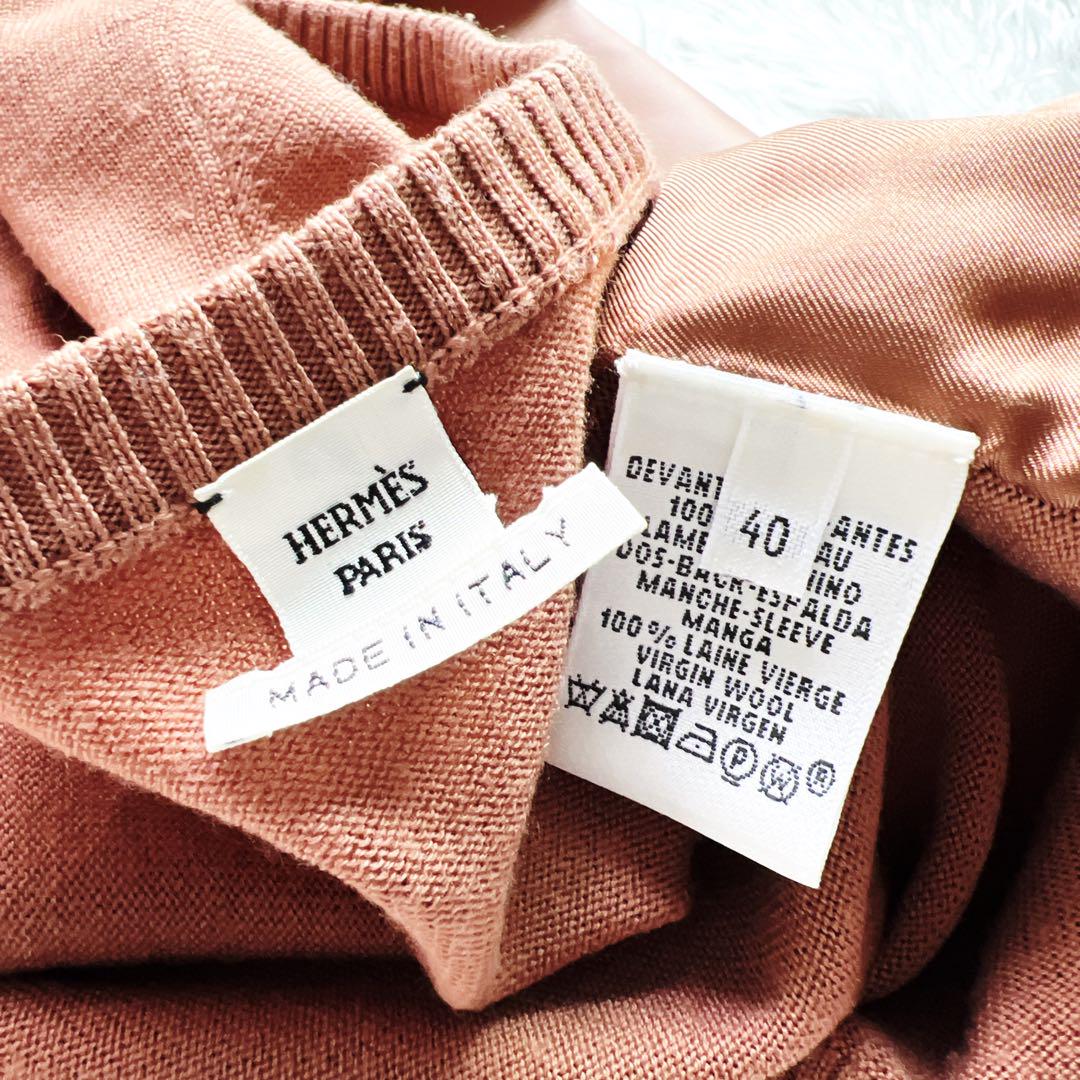 HERMÈS
PARIS
MADE IN ITALY
40
DEVANT
100
ANTES
LAME
AU
DOS-BACK-ESPALDA
MANCHE-SLEEVE
MANGA
100% LAINE VIERGE
VIRGIN WOOL
LANA VIRGEN
P W R